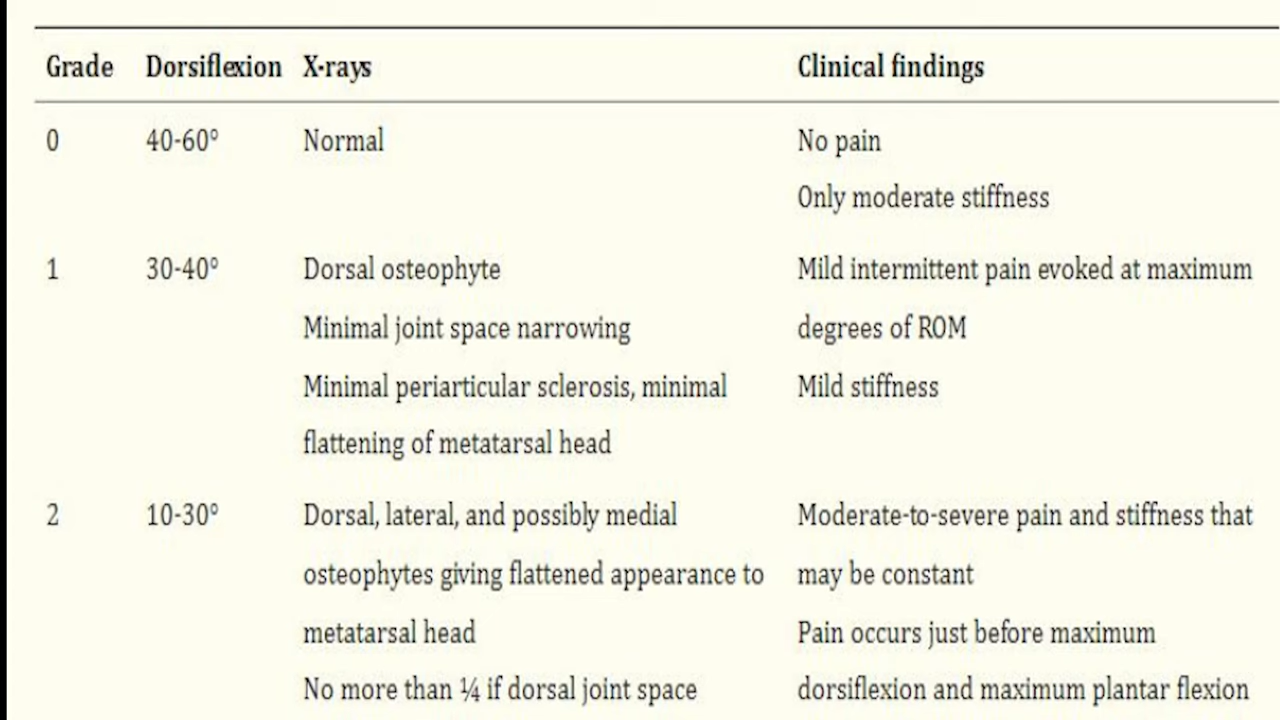 Grade Dorsiflexion X-rays Clinical findings
0 40-60° Normal No pain
Only moderate stiffness
1 30-40° Dorsal osteophyte Mild intermittent pain evoked at maximum
Minimal joint space narrowing degrees of ROM
Minimal periarticular sclerosis, minimal Mild stiffness
flattening of metatarsal head
2 10-30° Dorsal, lateral, and possibly medial Moderate-to-severe pain and stiffness that
osteophytes giving flattened appearance to may be constant
metatarsal head Pain occurs just before maximum
No more than ¼ if dorsal joint space dorsiflexion and maximum plantar flexion